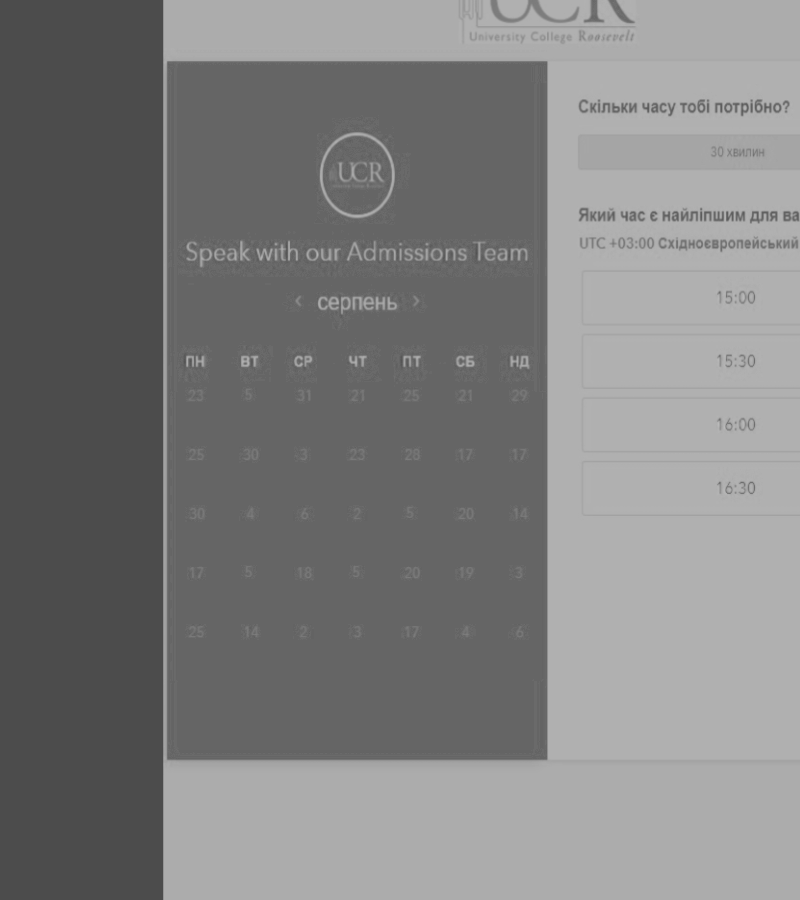 UCR
University College Roosevelt
UCR
Speak with our Admissions Team
‹ серпень ›
ПН ВТ СР ЧТ ПТ СБ НД
23 5 31 21 25 21 29
25 30 3 23 28 17 17
30 4 6 2 5 20 14
17 5 18 5 20 19 3
25 14 2 3 17 4 6
Скільки часу тобі потрібно?
30 хвилин
Який час є найліпшим для ва
UTC +03:00 Східноєвропейський
15:00
15:30
16:00
16:30